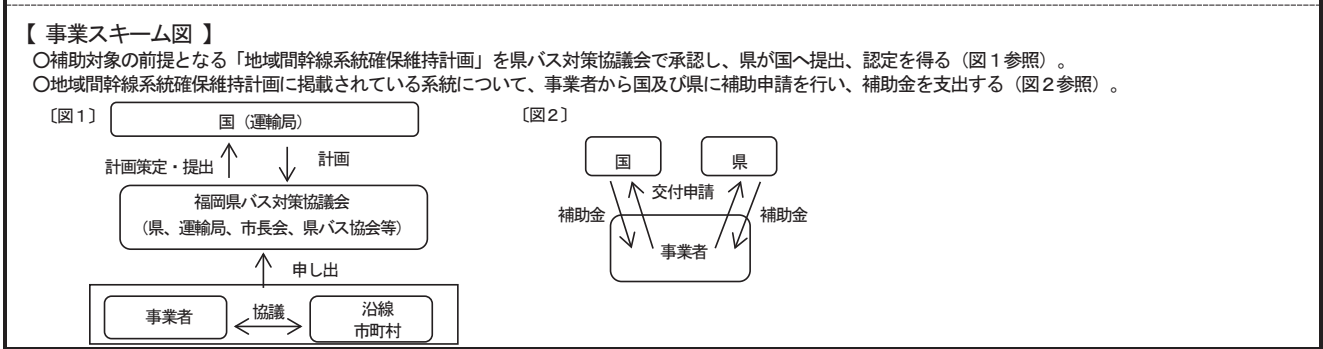 【 事業スキーム図 】
〇補助対象の前提となる「地域間幹線系統確保維持計画」を県バス対策協議会で承認し、県が国へ提出、認定を得る（図１参照）。
〇地域間幹線系統確保維持計画に掲載されている系統について、事業者から国及び県に補助申請を行い、補助金を支出する（図２参照）。
〔図１〕
国（運輸局）
計画策定・提出
計画
福岡県バス対策協議会
（県、運輸局、市長会、県バス協会等）
申し出
事業者
協議
沿線
市町村
〔図２〕
国
県
交付申請
補助金
補助金
事業者